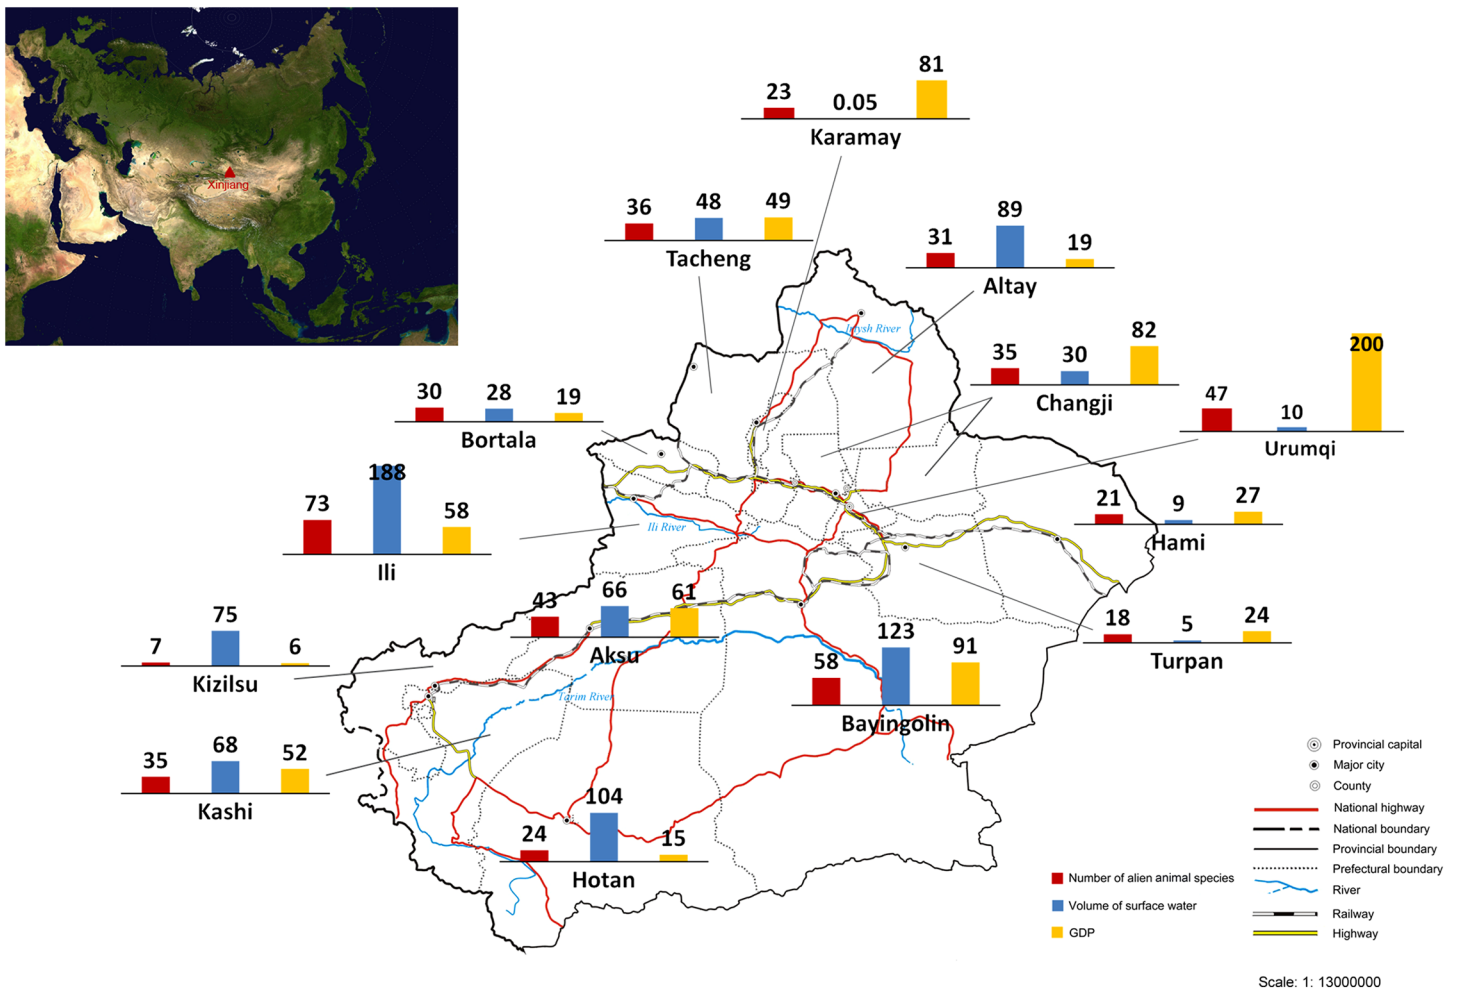 Xinjiang
23 0.05 81
Karamay
36 48 49
Tacheng
31 89 19
Altay
35 30 82
Changji
47 10 200
Urumqi
30 28 19
Bortala
73 188 58
Ili
21 9 27
Hami
18 5 24
Turpan
43 66 61
Aksu
7 75 6
Kizilsu
58 123 91
Bayingolin
35 68 52
Kashi
24 104 15
Hotan
River
Ili River
Tarim River
Provincial capital
Major city
County
National highway
National boundary
Provincial boundary
Prefectural boundary
River
Railway
Highway
Number of alien animal species
Volume of surface water
GDP
Scale: 1: 13000000